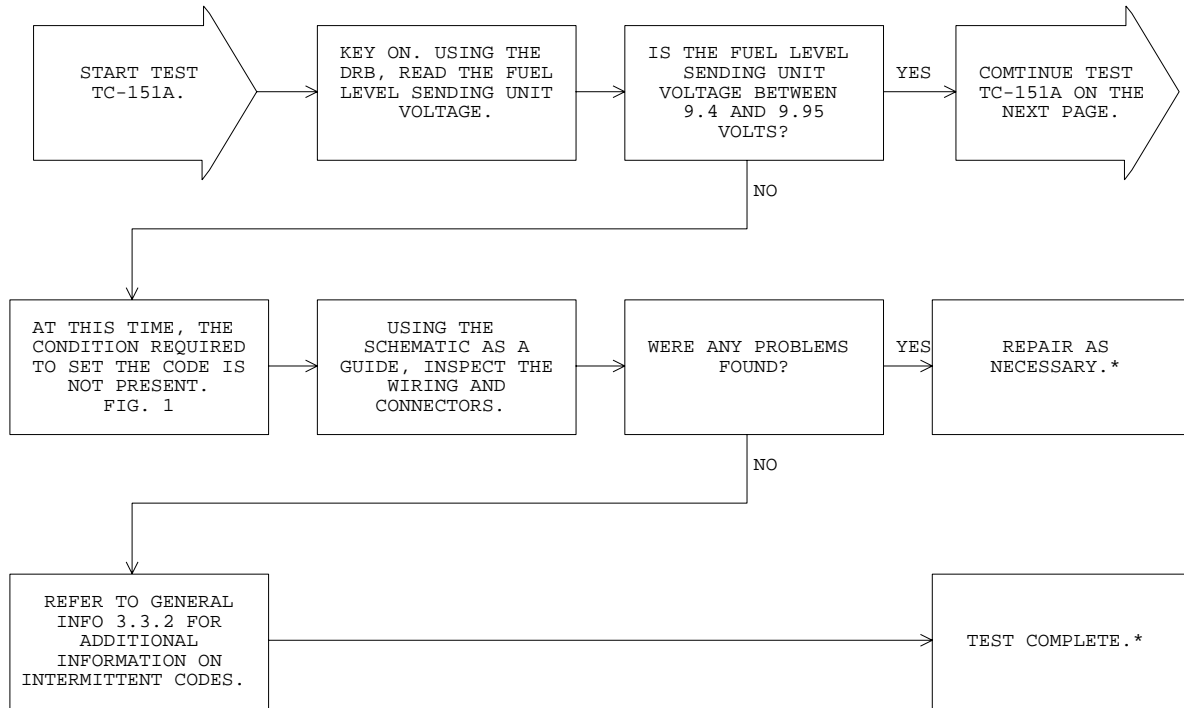 START TEST
TC-151A.
KEY ON. USING THE
DRB, READ THE FUEL
LEVEL SENDING UNIT
VOLTAGE.
IS THE FUEL LEVEL
SENDING UNIT
VOLTAGE BETWEEN
9.4 AND 9.95
VOLTS?
YES
COMTINUE TEST
TC-151A ON THE
NEXT PAGE.
NO
AT THIS TIME, THE
CONDITION REQUIRED
TO SET THE CODE IS
NOT PRESENT.
FIG. 1
USING THE
SCHEMATIC AS A
GUIDE, INSPECT THE
WIRING AND
CONNECTORS.
WERE ANY PROBLEMS
FOUND?
YES
REPAIR AS
NECESSARY.*
NO
REFER TO GENERAL
INFO 3.3.2 FOR
ADDITIONAL
INFORMATION ON
INTERMITTENT CODES.
TEST COMPLETE.*